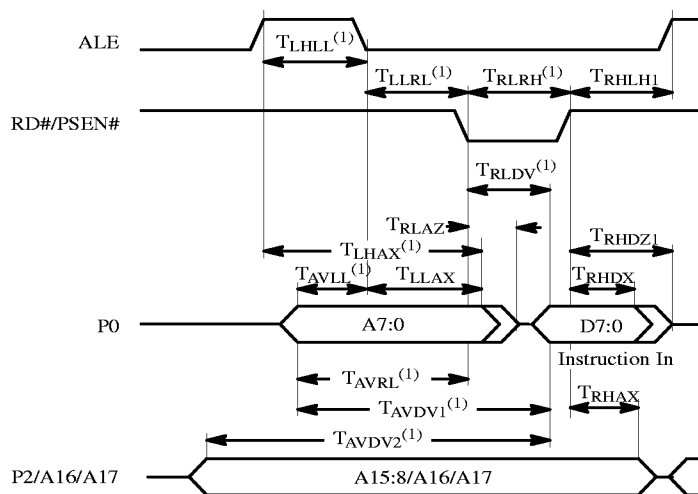 ALE
TLHLL(1)
TLLRL(1) TRLRH(1) TRHLH1
RD#/PSEN#
TRLDV(1)
TRLAZ
TLHAX(1) TRHDZ1
TAVLL(1) TLLAX TRHDX
P0 A7:0 D7:0
Instruction In
TAVRL(1)
TAVDV1(1) TRHAX
TAVDV2(1)
P2/A16/A17 A15:8/A16/A17